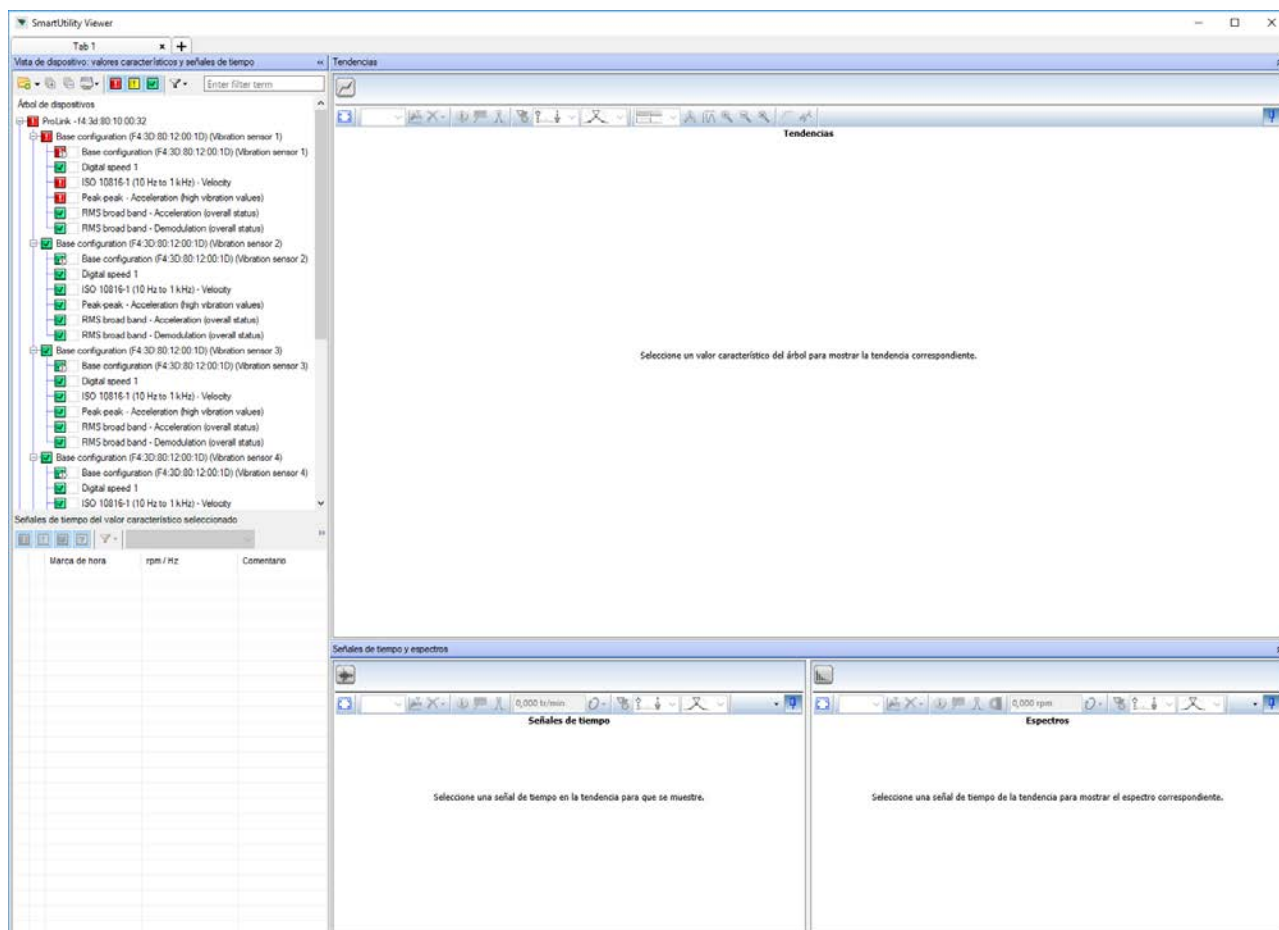 SmartUtility Viewer
Tab 1
Vista de dispositivo: valores característicos y señales de tiempo
Enter filter term
Árbol de dispositivos
ProLink - f4:3d:80:10:00:32
Base configuration (F4:3D:80:12:00:1D) (Vibration sensor 1)
Base configuration (F4:3D:80:12:00:1D) (Vibration sensor 1)
Digital speed 1
ISO 10816-1 (10 Hz to 1 kHz) - Velocity
Peak-peak - Acceleration (high vibration values)
RMS broad band - Acceleration (overall status)
RMS broad band - Demodulation (overall status)
Base configuration (F4:3D:80:12:00:1D) (Vibration sensor 2)
Base configuration (F4:3D:80:12:00:1D) (Vibration sensor 2)
Digital speed 1
ISO 10816-1 (10 Hz to 1 kHz) - Velocity
Peak-peak - Acceleration (high vibration values)
RMS broad band - Acceleration (overall status)
RMS broad band - Demodulation (overall status)
Base configuration (F4:3D:80:12:00:1D) (Vibration sensor 3)
Base configuration (F4:3D:80:12:00:1D) (Vibration sensor 3)
Digital speed 1
ISO 10816-1 (10 Hz to 1 kHz) - Velocity
Peak-peak - Acceleration (high vibration values)
RMS broad band - Acceleration (overall status)
RMS broad band - Demodulation (overall status)
Base configuration (F4:3D:80:12:00:1D) (Vibration sensor 4)
Base configuration (F4:3D:80:12:00:1D) (Vibration sensor 4)
Digital speed 1
ISO 10816-1 (10 Hz to 1 kHz) - Velocity
Señales de tiempo del valor característico seleccionado
Marca de hora rpm / Hz Comentario
Tendencias
Tendencias
Seleccione un valor característico del árbol para mostrar la tendencia correspondiente.
Señales de tiempo y espectros
0,000 tr/min
Señales de tiempo
Seleccione una señal de tiempo en la tendencia para que se muestre.
0,000 rpm
Espectros
Seleccione una señal de tiempo de la tendencia para mostrar el espectro correspondiente.